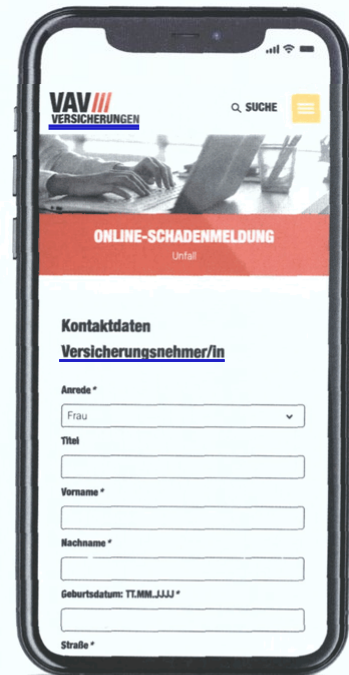 VAV
VERSICHERUNGEN
SUCHE
ONLINE-SCHADENMELDUNG
Unfall
Kontaktdaten
Versicherungsnehmer/in
Anrede *
Frau
Titel
Vorname *
Nachname *
Geburtsdatum: TT.MM.JJJJ *
Straße *